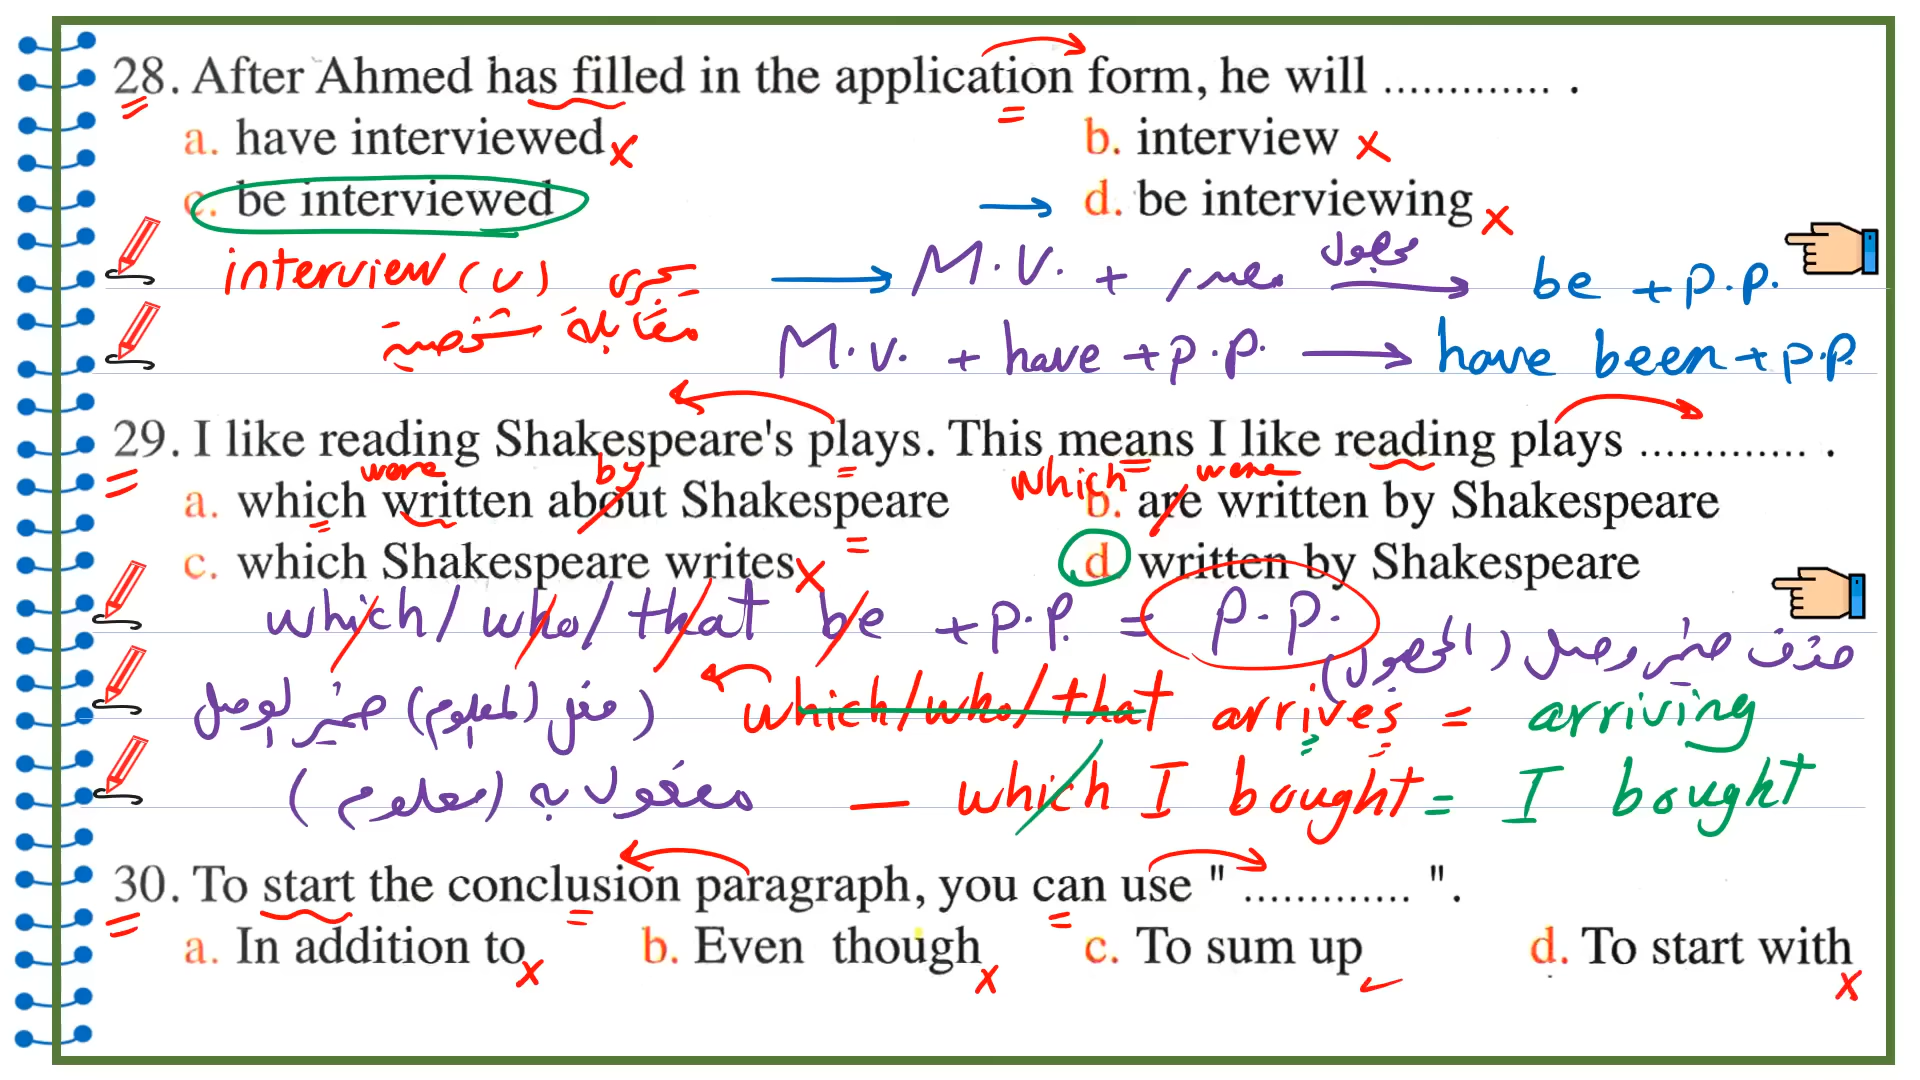 28. After Ahmed has filled in the application form, he will ............. .
a. have interviewed x b. interview x
c. be interviewed → d. be interviewing x
interview (v) يجرى → M.V. + مصدر مجهول → be + p.p.
مقابلة شخصية M.V. + have + p.p. → have been + p.p.
29. I like reading Shakespeare's plays. This means I like reading plays ............. .
were by which were
a. which written about Shakespeare b. are written by Shakespeare
c. which Shakespeare writes x d written by Shakespeare
which / who / that be + p.p. = p.p.
حذف ضمير وصل (المجهول)
ضمير الوصل (المعلوم) حذف which/who/that arrives = arriving
مفعول به (معلوم) — which I bought = I bought
30. To start the conclusion paragraph, you can use " ............. ".
a. In addition to x b. Even though x c. To sum up ✓ d. To start with x